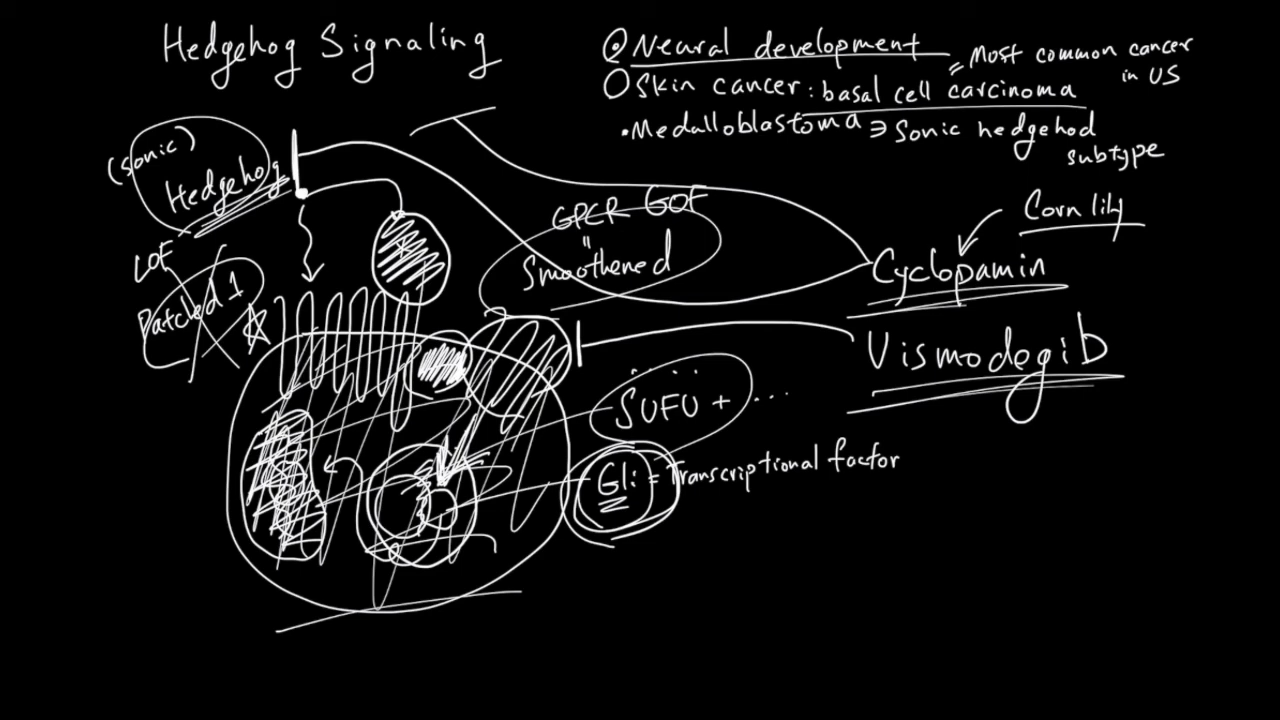 Hedgehog Signaling
Neural development
= Most common cancer
in US
Skin cancer : basal cell carcinoma
• Medalloblastoma ∋ Sonic hedgehod
subtype
(sonic)
Hedgehog
LOF
Patched 1
GPCR GOF
"
Smoothened
Corn lily
Cyclopamin
Vismodegib
SUFU + ...
Gli = Transcriptional factor